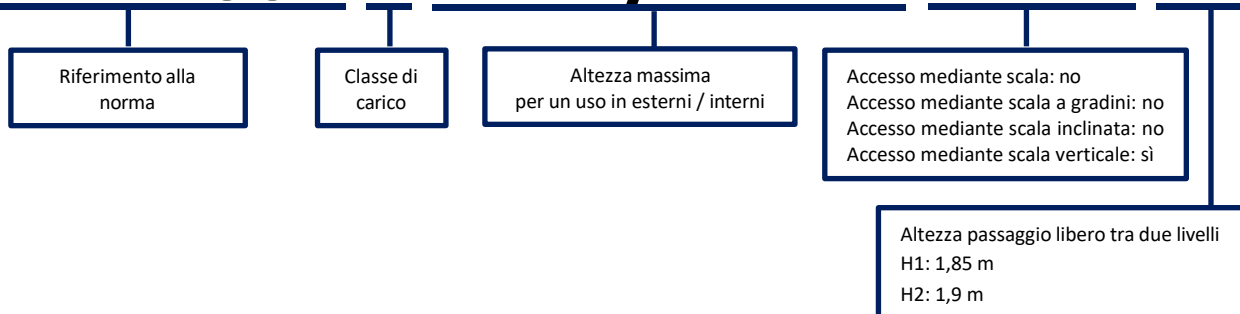 Riferimento alla
norma
Classe di
carico
Altezza massima
per un uso in esterni / interni
Accesso mediante scala: no
Accesso mediante scala a gradini: no
Accesso mediante scala inclinata: no
Accesso mediante scala verticale: sì
Altezza passaggio libero tra due livelli
H1: 1,85 m
H2: 1,9 m